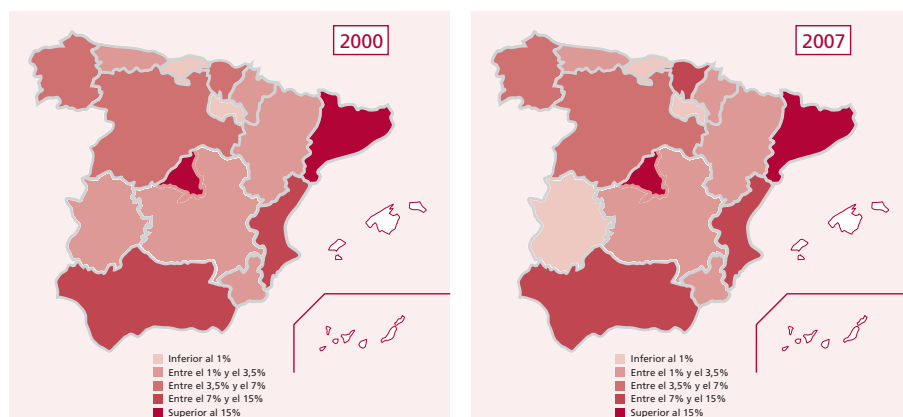 2000
Inferior al 1%
Entre el 1% y el 3,5%
Entre el 3,5% y el 7%
Entre el 7% y el 15%
Superior al 15%
2007
Inferior al 1%
Entre el 1% y el 3,5%
Entre el 3,5% y el 7%
Entre el 7% y el 15%
Superior al 15%